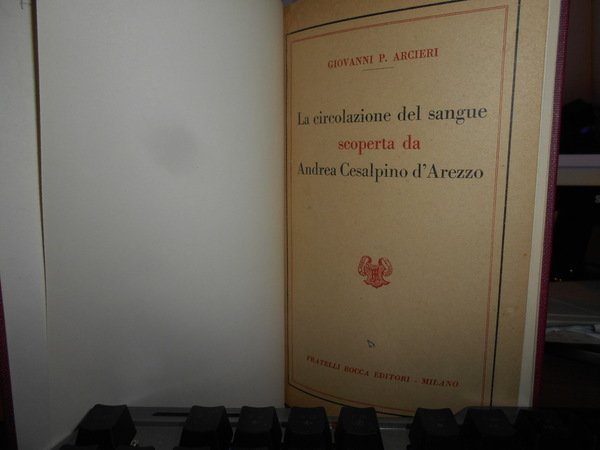 GIOVANNI P. ARCIERI
La circolazione del sangue
scoperta da
Andrea Cesalpino d'Arezzo
FRATELLI BOCCA EDITORI - MILANO